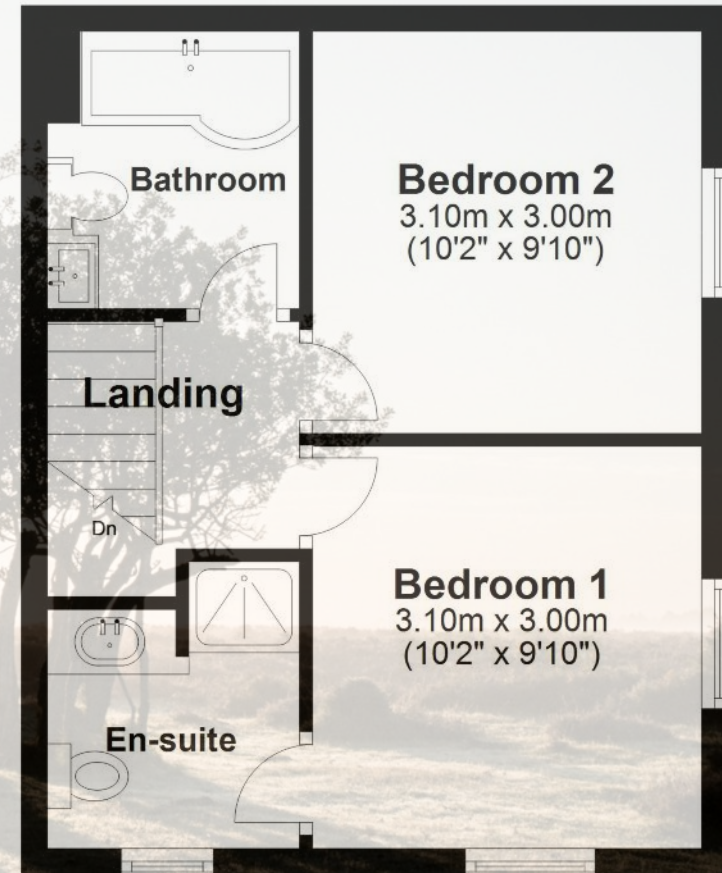 Bathroom
Bedroom 2
3.10m x 3.00m
(10'2" x 9'10")
Landing
Dn
Bedroom 1
3.10m x 3.00m
(10'2" x 9'10")
En-suite